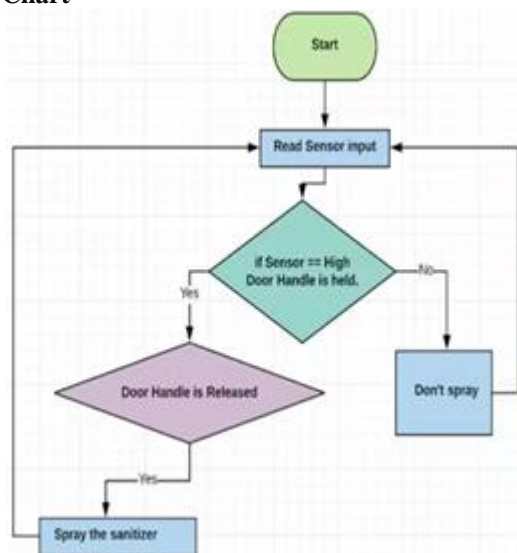 Chart
Start
Read Sensor input
if Sensor == High
Door Handle is held.
Yes
No
Door Handle is Released
Don't spray
Yes
Spray the sanitizer